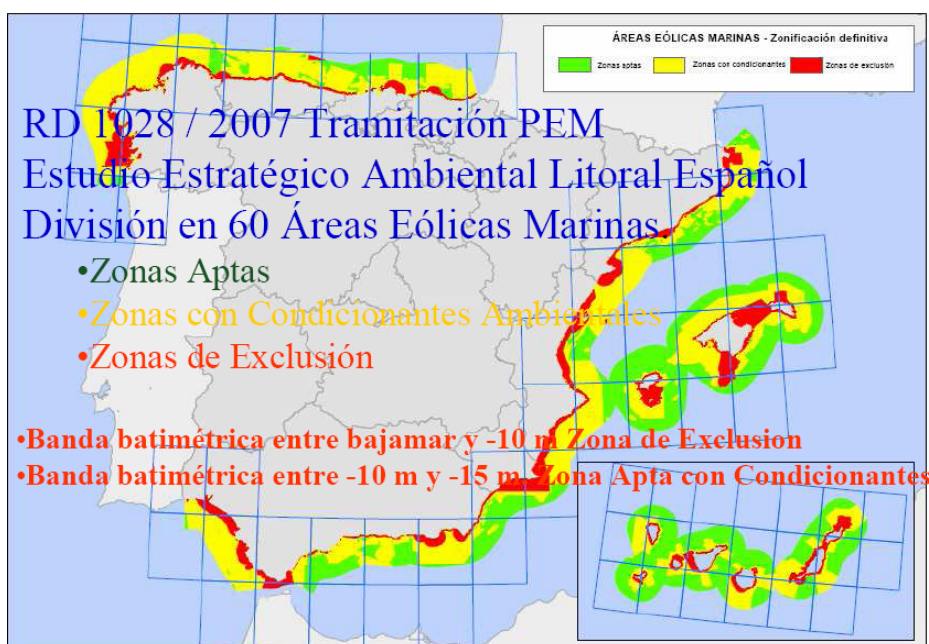 ÁREAS EÓLICAS MARINAS - Zonificación definitiva
Zonas aptas
Zonas con condicionantes
Zonas de exclusión
RD 1028 / 2007 Tramitación PEM
Estudio Estratégico Ambiental Litoral Español
División en 60 Áreas Eólicas Marinas.
•Zonas Aptas
•Zonas con Condicionantes Ambientales
•Zonas de Exclusión
•Banda batimétrica entre bajamar y -10 m Zona de Exclusion
•Banda batimétrica entre -10 m y -15 m. Zona Apta con Condicionantes